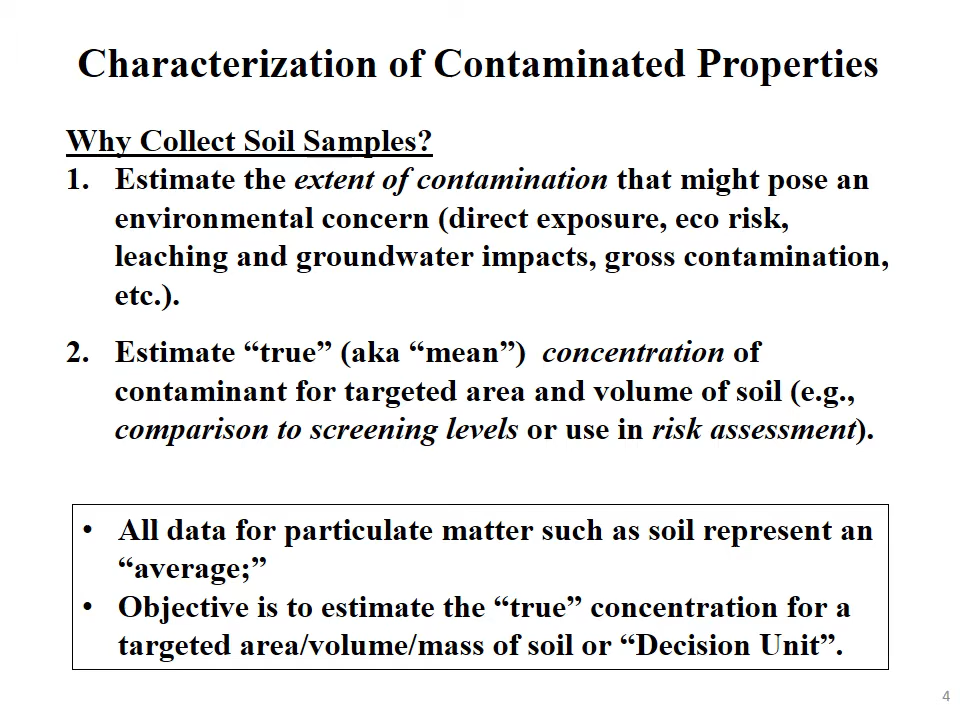 Characterization of Contaminated Properties
Why Collect Soil Samples?
1. Estimate the extent of contamination that might pose an
environmental concern (direct exposure, eco risk,
leaching and groundwater impacts, gross contamination,
etc.).
2. Estimate “true” (aka “mean”) concentration of
contaminant for targeted area and volume of soil (e.g.,
comparison to screening levels or use in risk assessment).
• All data for particulate matter such as soil represent an
“average;”
• Objective is to estimate the “true” concentration for a
targeted area/volume/mass of soil or “Decision Unit”.
4